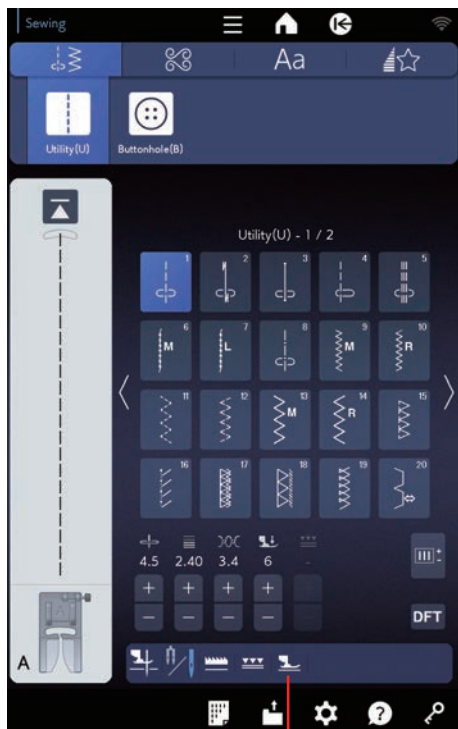 Sewing
Aa
Utility(U) Buttonhole(B)
Utility(U) - 1 / 2
1 2 3 4 5
6 M 7 L 8 9 M 10 R
11 12 13 M 14 R 15
16 17 18 19 20
4.5 2.40 3.4 6 -
+ + + +
- - - -
DFT
A
?